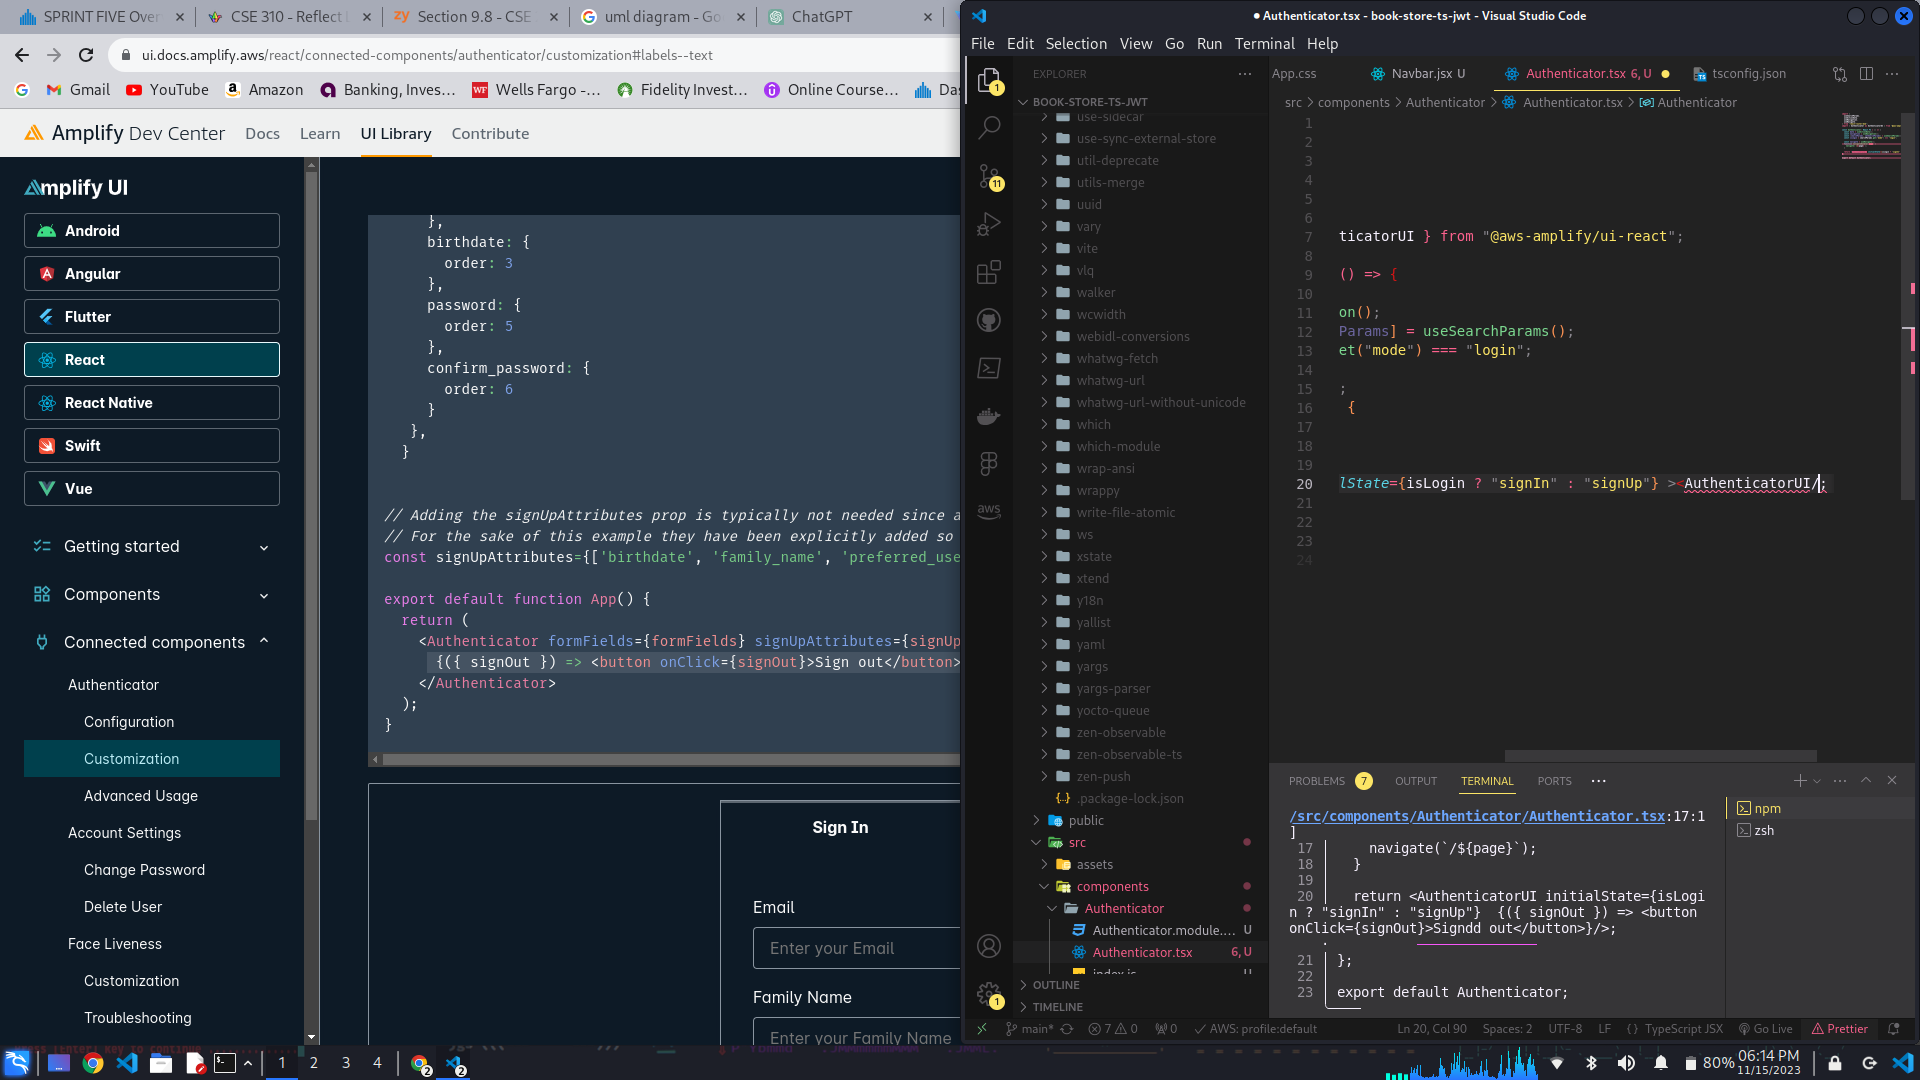 SPRINT FIVE Over
CSE 310 - Reflect
Section 9.8 - CSE
uml diagram - Go
ChatGPT
ui.docs.amplify.aws/react/connected-components/authenticator/customization#labels--text
Gmail
YouTube
Amazon
Banking, Inves...
Wells Fargo -...
Fidelity Invest...
Online Course...
Das
Amplify Dev Center
Docs
Learn
UI Library
Contribute
Amplify UI
Android
Angular
Flutter
React
React Native
Swift
Vue
Getting started
Components
Connected components
Authenticator
Configuration
Customization
Advanced Usage
Account Settings
Change Password
Delete User
Face Liveness
Customization
Troubleshooting
},
birthdate: {
order: 3
},
password: {
order: 5
},
confirm_password: {
order: 6
}
},
}
// Adding the signUpAttributes prop is typically not needed since a
// For the sake of this example they have been explicitly added so
const signUpAttributes={['birthdate', 'family_name', 'preferred_use
export default function App() {
return (
<Authenticator formFields={formFields} signUpAttributes={signUp
{({ signOut }) => <button onClick={signOut}>Sign out</button>
</Authenticator>
);
}
Sign In
Email
Enter your Email
Family Name
Enter your Family Name
Authenticator.tsx - book-store-ts-jwt - Visual Studio Code
File Edit Selection View Go Run Terminal Help
1
11
1
EXPLORER
BOOK-STORE-TS-JWT
use-sidecar
use-sync-external-store
util-deprecate
utils-merge
uuid
vary
vite
vlq
walker
wcwidth
webidl-conversions
whatwg-fetch
whatwg-url
whatwg-url-without-unicode
which
which-module
wrap-ansi
wrappy
write-file-atomic
ws
xstate
xtend
y18n
yallist
yaml
yargs
yargs-parser
yocto-queue
zen-observable
zen-observable-ts
zen-push
.package-lock.json
public
src
assets
components
Authenticator
Authenticator.module.... U
Authenticator.tsx 6, U
index.js U
OUTLINE
TIMELINE
App.css
Navbar.jsx U
Authenticator.tsx 6, U
tsconfig.json
src > components > Authenticator > Authenticator.tsx > Authenticator
1
2
3
4
5
6
7 ticatorUI } from "@aws-amplify/ui-react";
8
9 () => {
10
11 on();
12 Params] = useSearchParams();
13 et("mode") === "login";
14
15 ;
16 {
17
18
19
20 lState={isLogin ? "signIn" : "signUp"} ><AuthenticatorUI/;
21
22
23
24
PROBLEMS 7 OUTPUT TERMINAL PORTS
/src/components/Authenticator/Authenticator.tsx:17:1
]
17 navigate(`/${page}`);
18 }
19
20 return <AuthenticatorUI initialState={isLogi
n ? "signIn" : "signUp"} {({ signOut }) => <button
onClick={signOut}>Signdd out</button>}/>;
21 };
22
23 export default Authenticator;
npm
zsh
main* 7 0 0 AWS: profile:default Ln 20, Col 90 Spaces: 2 UTF-8 LF {} TypeScript JSX Go Live Prettier
1 2 3 4
2
2
80%
06:14 PM
11/15/2023